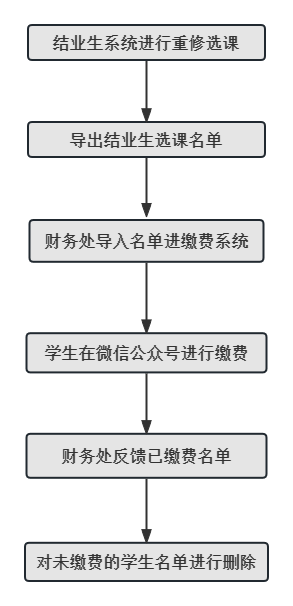 结业生系统进行重修选课
导出结业生选课名单
财务处导入名单进缴费系统
学生在微信公众号进行缴费
财务处反馈已缴费名单
对未缴费的学生名单进行删除